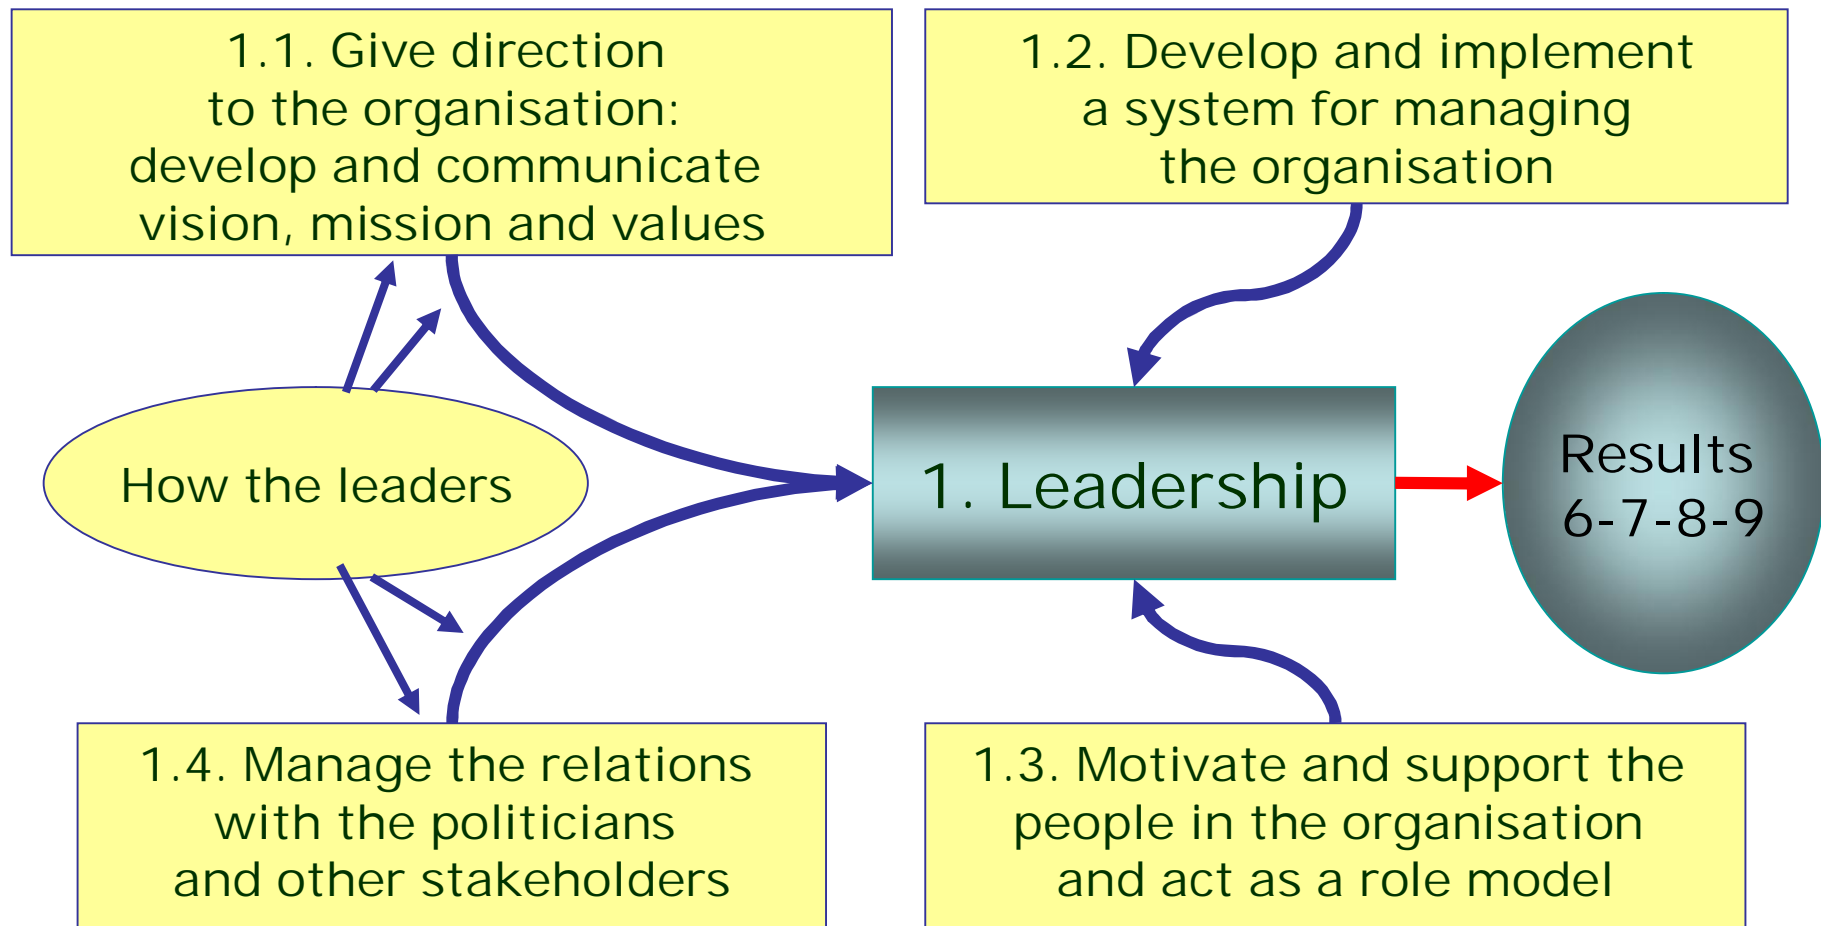 1.1. Give direction
to the organisation:
develop and communicate
vision, mission and values
1.2. Develop and implement
a system for managing
the organisation
How the leaders
1. Leadership
Results
6-7-8-9
1.4. Manage the relations
with the politicians
and other stakeholders
1.3. Motivate and support the
people in the organisation
and act as a role model